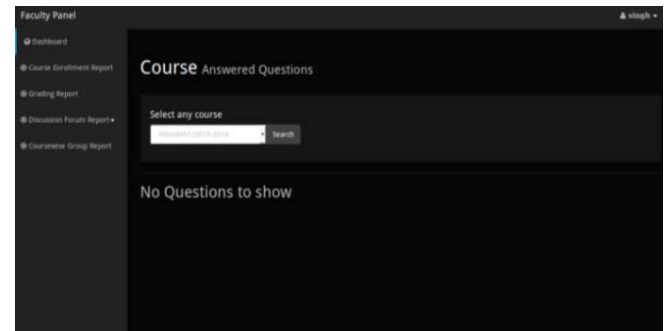 Faculty Panel
singh
Dashboard
Course Enrollment Report
Grading Report
Discussion Forum Report
Coursewise Group Report
Course Answered Questions
Select any course
Search
No Questions to show